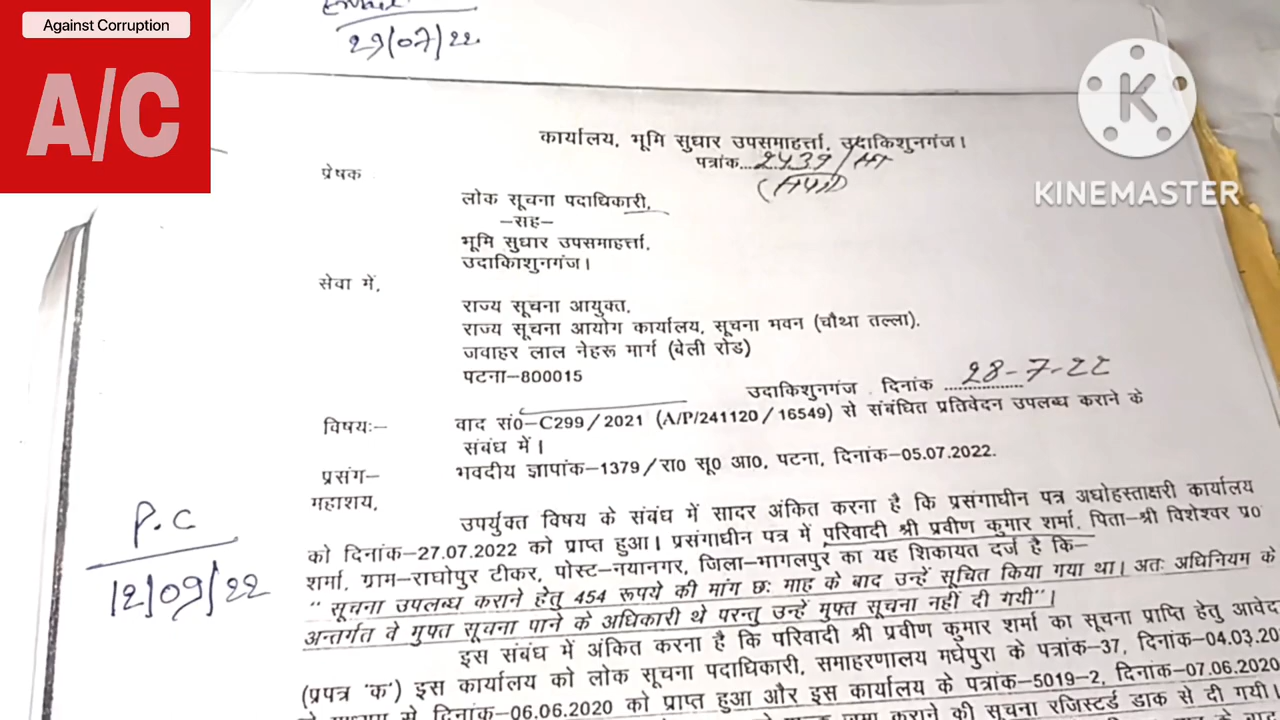 Against Corruption
A/C
29/07/22
K
KINEMASTER
कार्यालय, भूमि सुधार उपसमाहर्त्ता, उदाकिशुनगंज।
पत्रांक...2439/
प्रेषक
लोक सूचना पदाधिकारी,
–सह–
भूमि सुधार उपसमाहर्त्ता,
उदाकिाशुनगंज।
सेवा में,
राज्य सूचना आयुक्त,
राज्य सूचना आयोग कार्यालय, सूचना भवन (चौथा तल्ला),
जवाहर लाल नेहरू मार्ग (बेली रोड)
पटना–800015
उदाकिशुनगंज , दिनांक ................28-7-22
विषयः– वाद सं0–C299/2021 (A/P/241120/16549) से संबंधित प्रतिवेदन उपलब्ध कराने के
संबंध में।
प्रसंग– भवदीय ज्ञापांक–1379/रा0 सू0 आ0, पटना, दिनांक–05.07.2022.
महाशय,
उपर्युक्त विषय के संबंध में सादर अंकित करना है कि प्रसंगाधीन पत्र अधोहस्ताक्षरी कार्यालय
को दिनांक–27.07.2022 को प्राप्त हुआ। प्रसंगाधीन पत्र में परिवादी श्री प्रवीण कुमार शर्मा, पिता–श्री विशेश्वर प्र0
शर्मा, ग्राम–राघोपुर टीकर, पोस्ट–नयानगर, जिला–भागलपुर का यह शिकायत दर्ज है कि–
" सूचना उपलब्ध कराने हेतु 454 रूपये की मांग छः माह के बाद उन्हें सूचित किया गया था। अतः अधिनियम के
अन्तर्गत वे मुफ्त सूचना पाने के अधिकारी थे परन्तु उन्हें मुफ्त सूचना नहीं दी गयी"।
इस संबंध में अंकित करना है कि परिवादी श्री प्रवीण कुमार शर्मा का सूचना प्राप्ति हेतु आवेद
(प्रपत्र 'क') इस कार्यालय को लोक सूचना पदाधिकारी, समाहरणालय मधेपुरा के पत्रांक–37, दिनांक–04.03.20
से दिनांक–06.06.2020 को प्राप्त हुआ और इस कार्यालय के पत्रांक–5019–2, दिनांक–07.06.2020
जमा कराने की सूचना रजिस्टर्ड डाक से दी गयी।
P.C
12/09/22